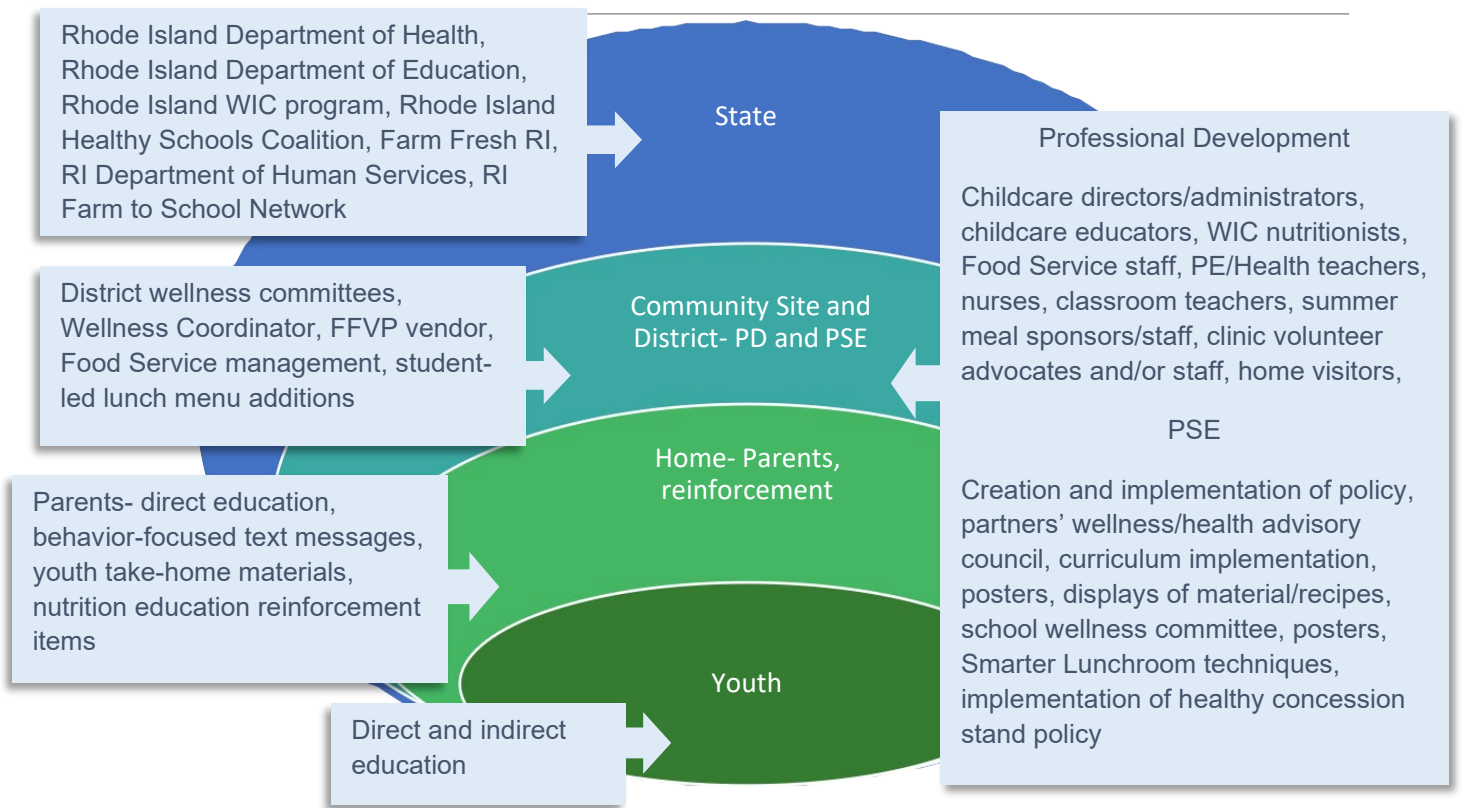 Rhode Island Department of Health,
Rhode Island Department of Education,
Rhode Island WIC program, Rhode Island
Healthy Schools Coalition, Farm Fresh RI,
RI Department of Human Services, RI
Farm to School Network
State
District wellness committees,
Wellness Coordinator, FFVP vendor,
Food Service management, student-
led lunch menu additions
Community Site and
District- PD and PSE
Professional Development
Childcare directors/administrators,
childcare educators, WIC nutritionists,
Food Service staff, PE/Health teachers,
nurses, classroom teachers, summer
meal sponsors/staff, clinic volunteer
advocates and/or staff, home visitors,
PSE
Creation and implementation of policy,
partners’ wellness/health advisory
council, curriculum implementation,
posters, displays of material/recipes,
school wellness committee, posters,
Smarter Lunchroom techniques,
implementation of healthy concession
stand policy
Home- Parents,
reinforcement
Parents- direct education,
behavior-focused text messages,
youth take-home materials,
nutrition education reinforcement
items
Youth
Direct and indirect
education